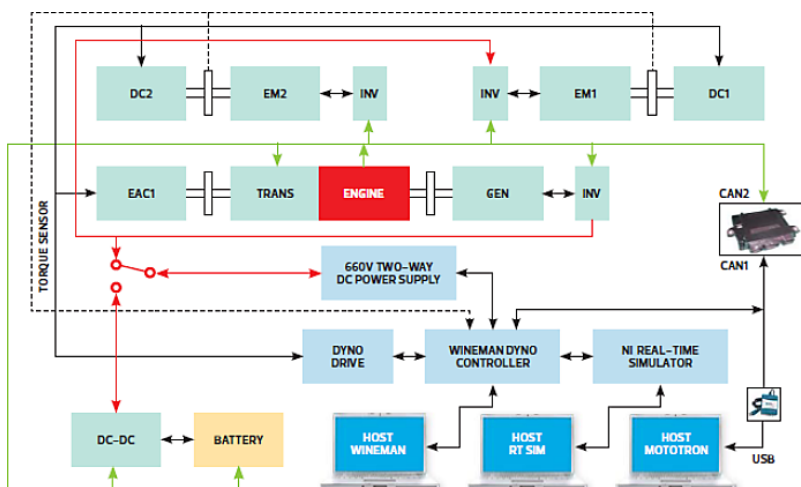 DC2
EM2
INV
INV
EM1
DC1
EAC1
TRANS
ENGINE
GEN
INV
CAN2
CAN1
TORQUE SENSOR
660V TWO-WAY
DC POWER SUPPLY
DYNO
DRIVE
WINEMAN DYNO
CONTROLLER
NI REAL-TIME
SIMULATOR
DC-DC
BATTERY
HOST
WINEMAN
HOST
RT SIM
HOST
MOTOTRON
USB